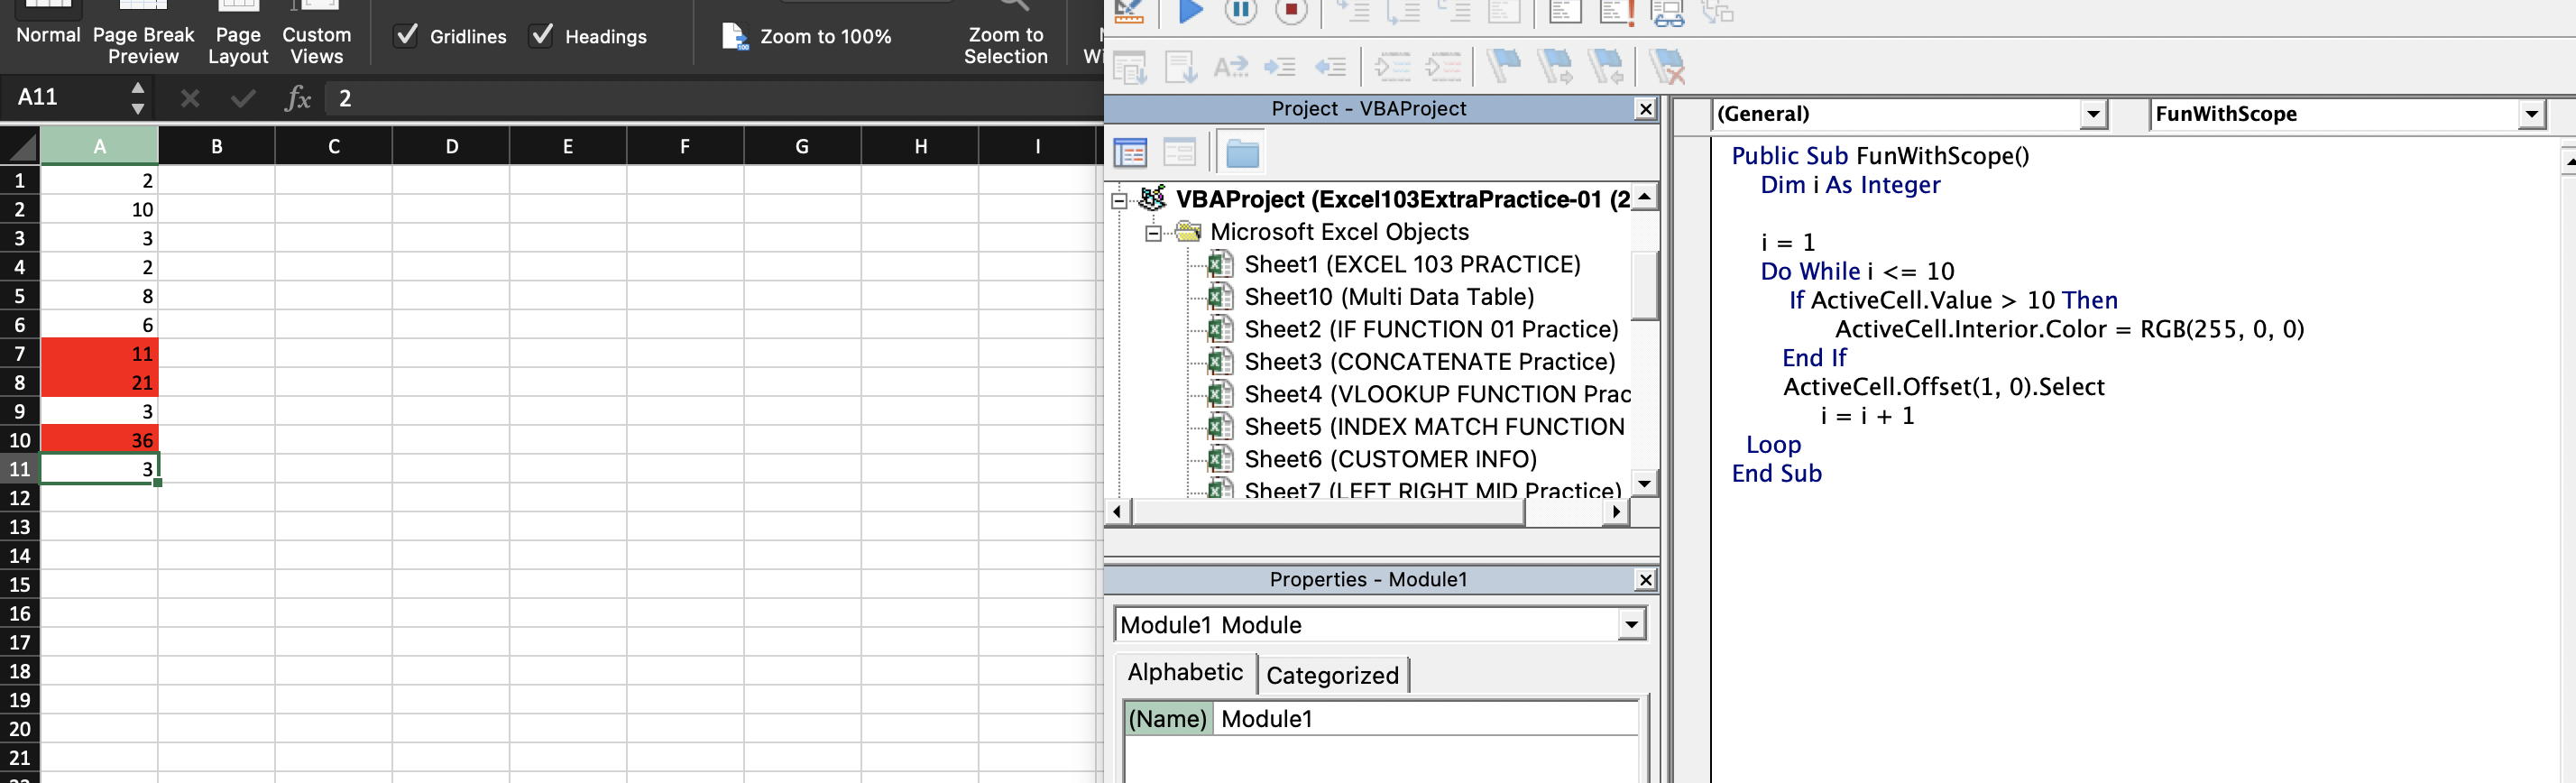 Normal
Page Break
Preview
Page
Layout
Custom
Views
Gridlines
Headings
Zoom to 100%
Zoom to
Selection
A11
fx
2
A B C D E F G H I
1 2
2 10
3 3
4 2
5 8
6 6
7 11
8 21
9 3
10 36
11 3
12
13
14
15
16
17
18
19
20
21
Project - VBAProject
VBAProject (Excel103ExtraPractice-01 (2
Microsoft Excel Objects
Sheet1 (EXCEL 103 PRACTICE)
Sheet10 (Multi Data Table)
Sheet2 (IF FUNCTION 01 Practice)
Sheet3 (CONCATENATE Practice)
Sheet4 (VLOOKUP FUNCTION Prac
Sheet5 (INDEX MATCH FUNCTION
Sheet6 (CUSTOMER INFO)
Sheet7 (LEFT RIGHT MID Practice)
Properties - Module1
Module1 Module
Alphabetic Categorized
(Name) Module1
(General) FunWithScope
Public Sub FunWithScope()
Dim i As Integer
i = 1
Do While i <= 10
If ActiveCell.Value > 10 Then
ActiveCell.Interior.Color = RGB(255, 0, 0)
End If
ActiveCell.Offset(1, 0).Select
i = i + 1
Loop
End Sub